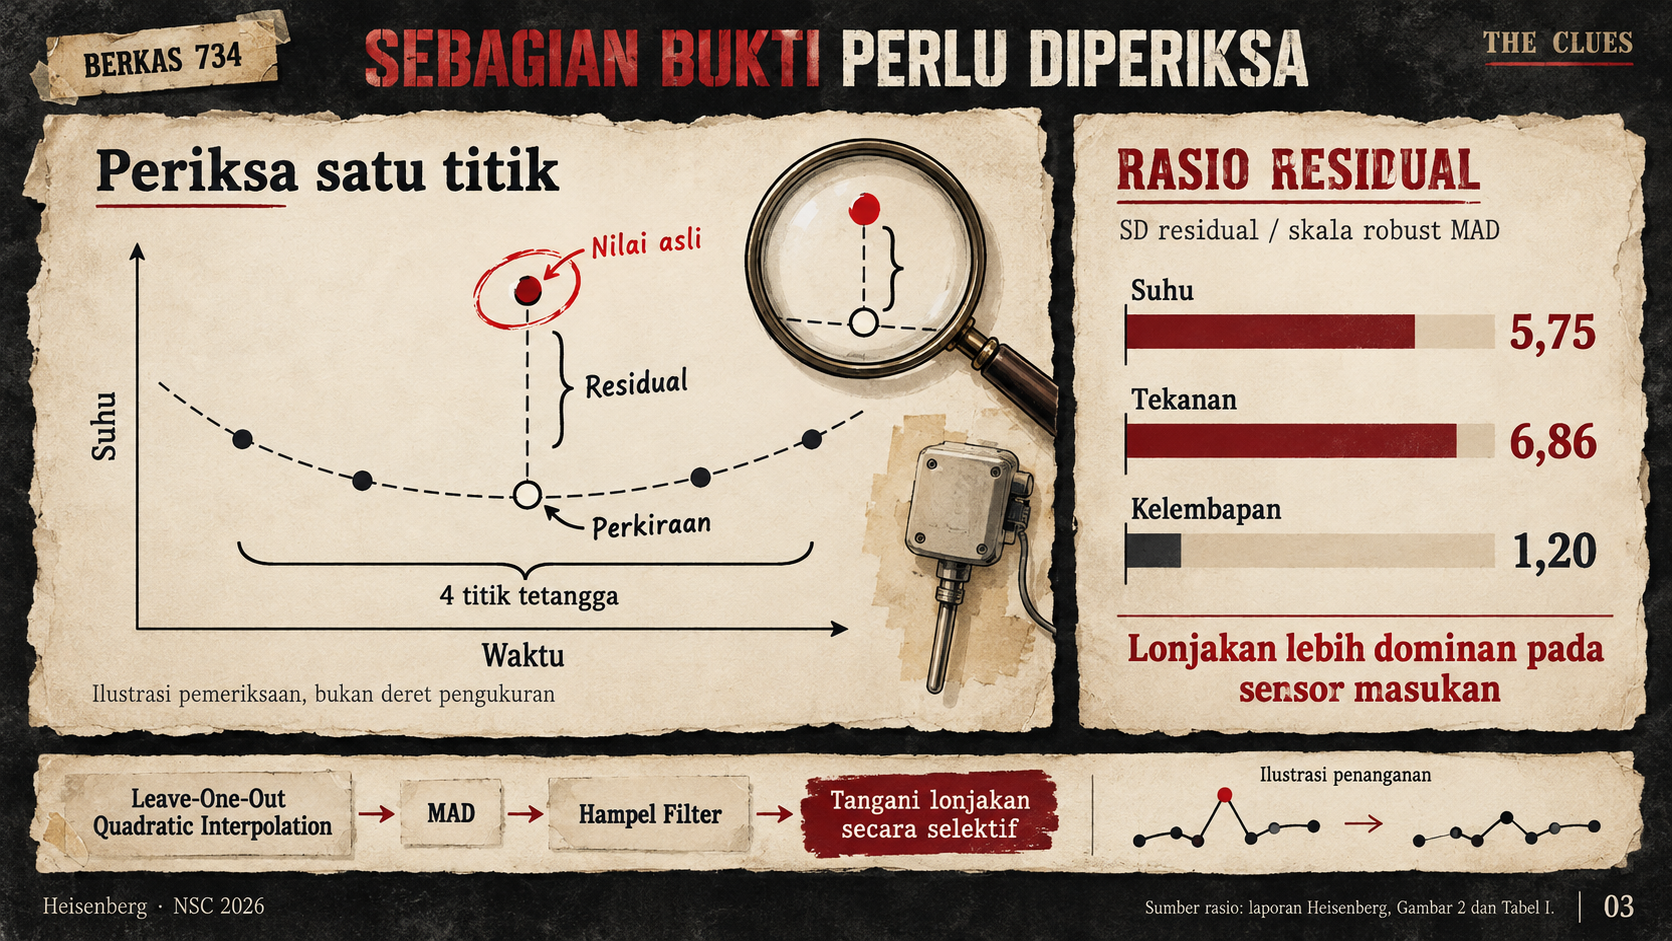 BERKAS 734
SEBAGIAN BUKTI PERLU DIPERIKSA
THE CLUES
Periksa satu titik
Nilai asli
Residual
Suhu
Perkiraan
4 titik tetangga
Waktu
Ilustrasi pemeriksaan, bukan deret pengukuran
RASIO RESIDUAL
SD residual / skala robust MAD
Suhu
5,75
Tekanan
6,86
Kelembapan
1,20
Lonjakan lebih dominan pada
sensor masukan
Leave-One-Out
Quadratic Interpolation
MAD
Hampel Filter
Tangani lonjakan
secara selektif
Ilustrasi penanganan
Heisenberg · NSC 2026
Sumber rasio: laporan Heisenberg, Gambar 2 dan Tabel I.
03